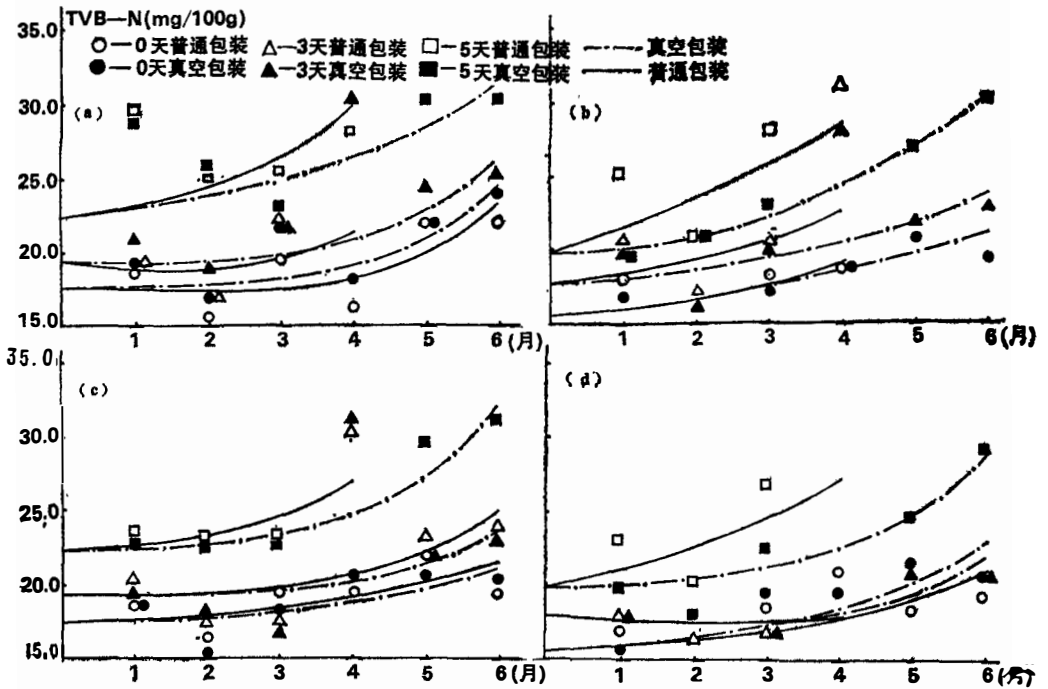 TVB—N(mg/100g)
○—0天普通包装 △—3天普通包装 □—5天普通包装 —·—真空包装
●—0天真空包装 ▲—3天真空包装 ■—5天真空包装 ——普通包装
35.0
30.0
25.0
20.0
15.0
(a)
1 2 3 4 5 6(月)
(b)
1 2 3 4 5 6(月)
35.0
30.0
25.0
20.0
15.0
(c)
1 2 3 4 5 6(月)
(d)
1 2 3 4 5 6(月)